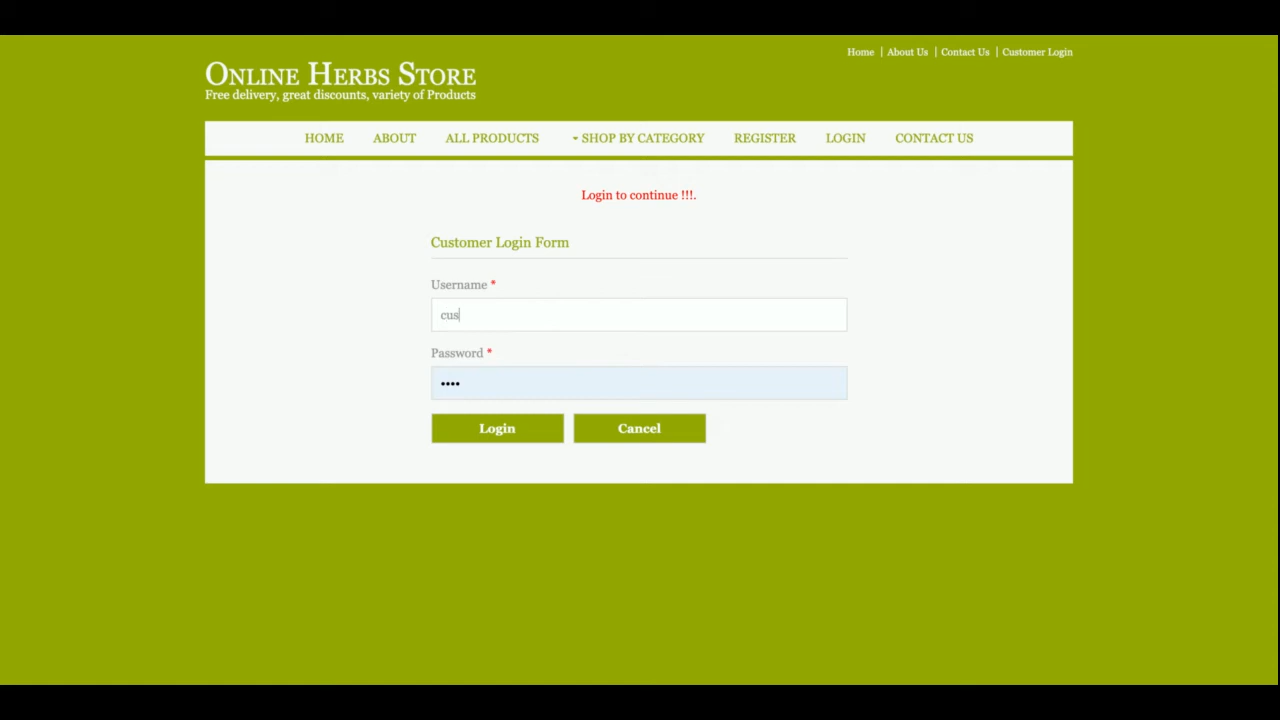 Home | About Us | Contact Us | Customer Login
Online Herbs Store
Free delivery, great discounts, variety of Products
HOME ABOUT ALL PRODUCTS SHOP BY CATEGORY REGISTER LOGIN CONTACT US
Login to continue !!!.
Customer Login Form
Username *
cus
Password *
••••
Login Cancel